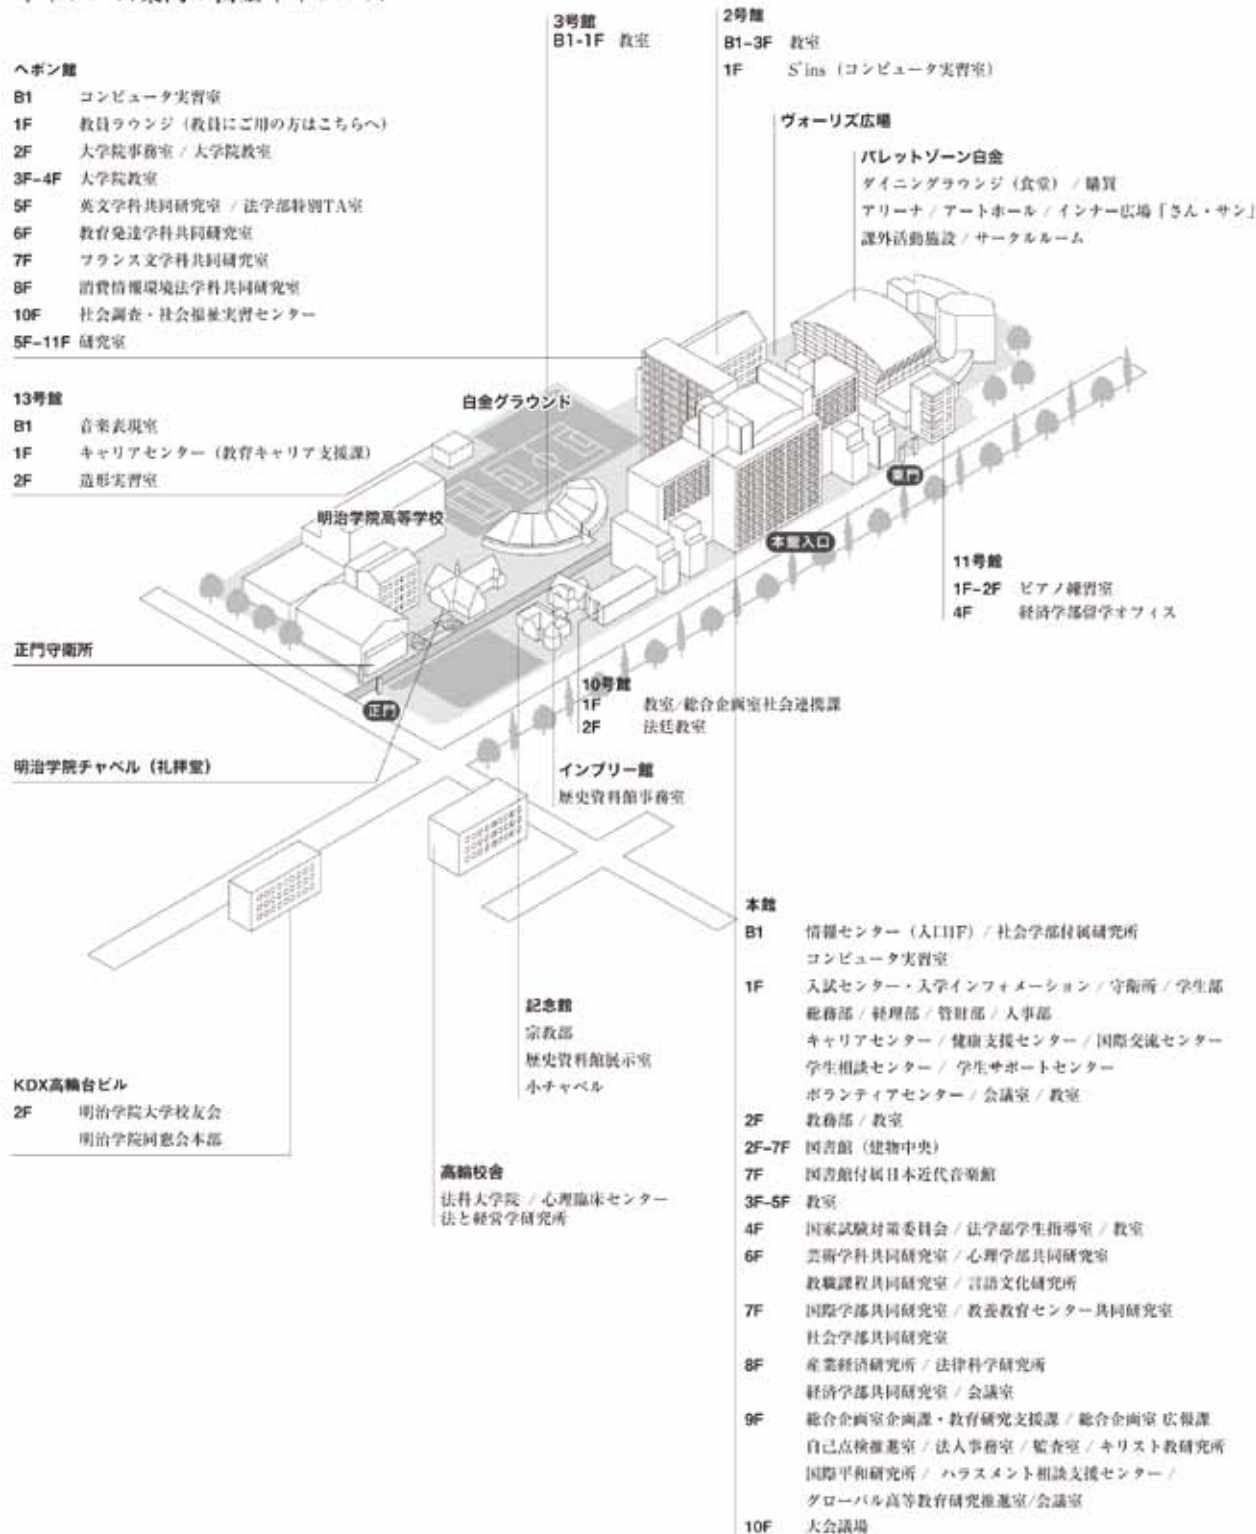 3号館
B1-1F 教室
2号館
B1-3F 教室
1F S'ins（コンピュータ実習室）
ヘボン館
B1 コンピュータ実習室
1F 教員ラウンジ（教員にご用の方はこちらへ）
2F 大学院事務室 / 大学院教室
3F-4F 大学院教室
5F 英文学科共同研究室 / 法学部特別TA室
6F 教育発達学科共同研究室
7F フランス文学科共同研究室
8F 消費情報環境法学科共同研究室
10F 社会調査・社会福祉実習センター
5F-11F 研究室
ヴォーリズ広場
パレットゾーン白金
ダイニングラウンジ（食堂） / 購買
アリーナ / アートホール / インナー広場「さん・サン」
課外活動施設 / サークルルーム
13号館
B1 音楽表現室
1F キャリアセンター（教育キャリア支援課）
2F 造形実習室
白金グラウンド
明治学院高等学校
東門
本館入口
11号館
1F-2F ピアノ練習室
4F 経済学部留学オフィス
正門守衛所
正門
10号館
1F 教室/総合企画室社会連携課
2F 法廷教室
明治学院チャペル（礼拝堂）
インブリー館
歴史資料館事務室
記念館
宗教部
歴史資料館展示室
小チャペル
KDX高輪台ビル
2F 明治学院大学校友会
明治学院同窓会本部
高輪校舎
法科大学院 / 心理臨床センター
法と経営学研究所
本館
B1 情報センター（入口1F） / 社会学部付属研究所
コンピュータ実習室
1F 入試センター・入学インフォメーション / 守衛所 / 学生部
総務部 / 経理部 / 管財部 / 人事部
キャリアセンター / 健康支援センター / 国際交流センター
学生相談センター / 学生サポートセンター
ボランティアセンター / 会議室 / 教室
2F 教務部 / 教室
2F-7F 図書館（建物中央）
7F 図書館付属日本近代音楽館
3F-5F 教室
4F 国家試験対策委員会 / 法学部学生指導室 / 教室
6F 芸術学科共同研究室 / 心理学部共同研究室
教職課程共同研究室 / 言語文化研究所
7F 国際学部共同研究室 / 教養教育センター共同研究室
社会学部共同研究室
8F 産業経済研究所 / 法律科学研究所
経済学部共同研究室 / 会議室
9F 総合企画室企画課・教育研究支援課 / 総合企画室 広報課
自己点検推進室 / 法人事務室 / 監査室 / キリスト教研究所
国際平和研究所 / ハラスメント相談支援センター /
グローバル高等教育研究推進室/会議室
10F 大会議場